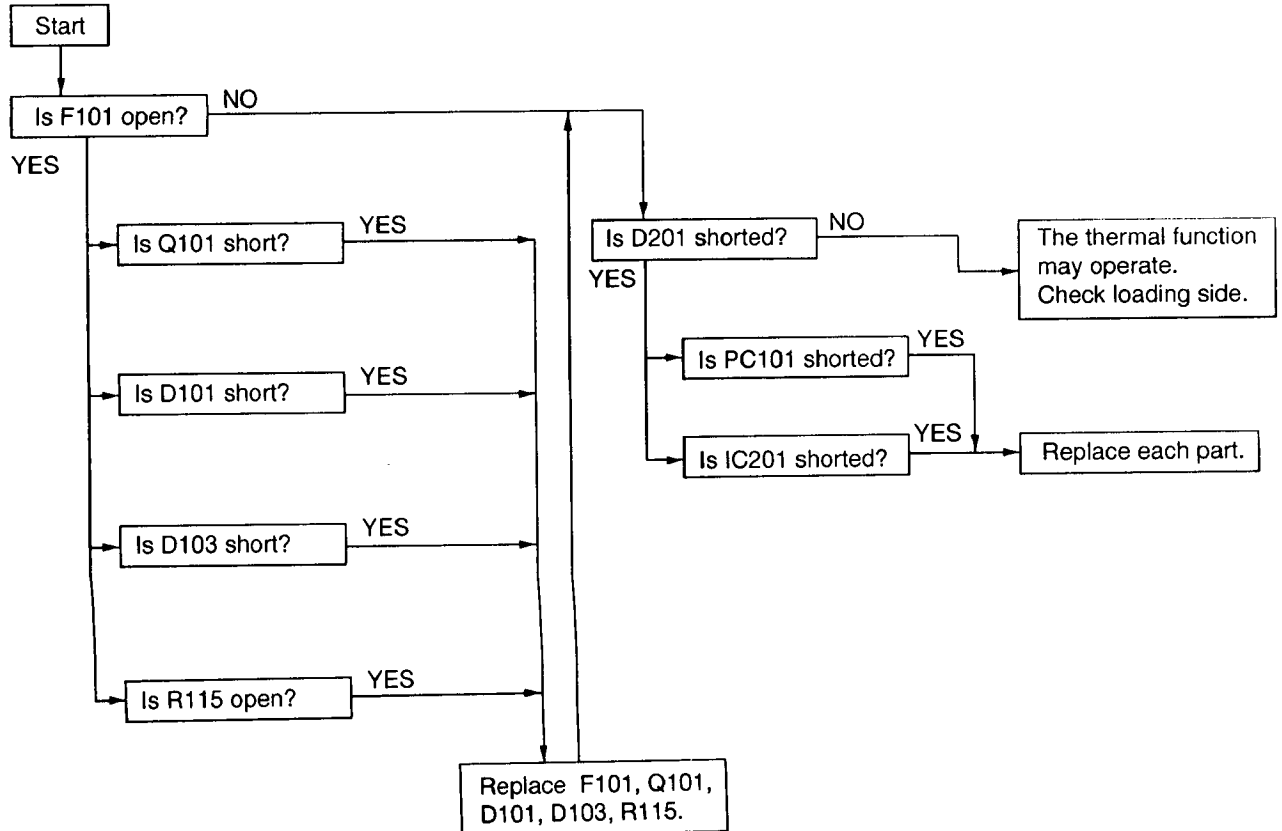 Start
Is F101 open?
NO
YES
Is Q101 short?
YES
Is D101 short?
YES
Is D103 short?
YES
Is R115 open?
YES
Replace F101, Q101,
D101, D103, R115.
Is D201 shorted?
NO
YES
The thermal function
may operate.
Check loading side.
Is PC101 shorted?
YES
Is IC201 shorted?
YES
Replace each part.